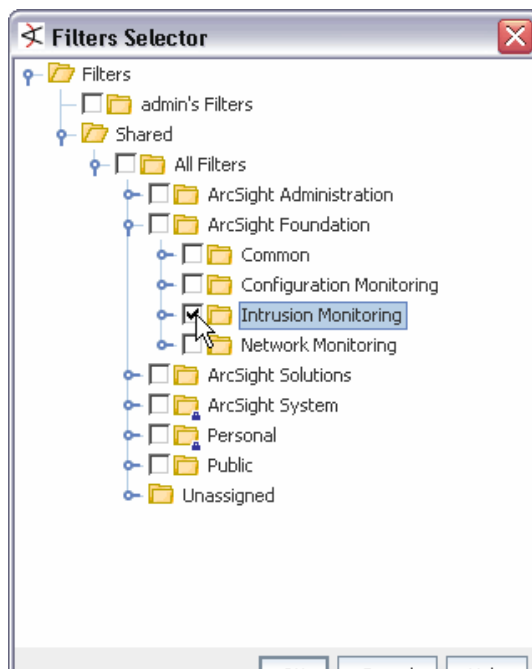 Filters Selector
Filters
admin's Filters
Shared
All Filters
ArcSight Administration
ArcSight Foundation
Common
Configuration Monitoring
Intrusion Monitoring
Network Monitoring
ArcSight Solutions
ArcSight System
Personal
Public
Unassigned